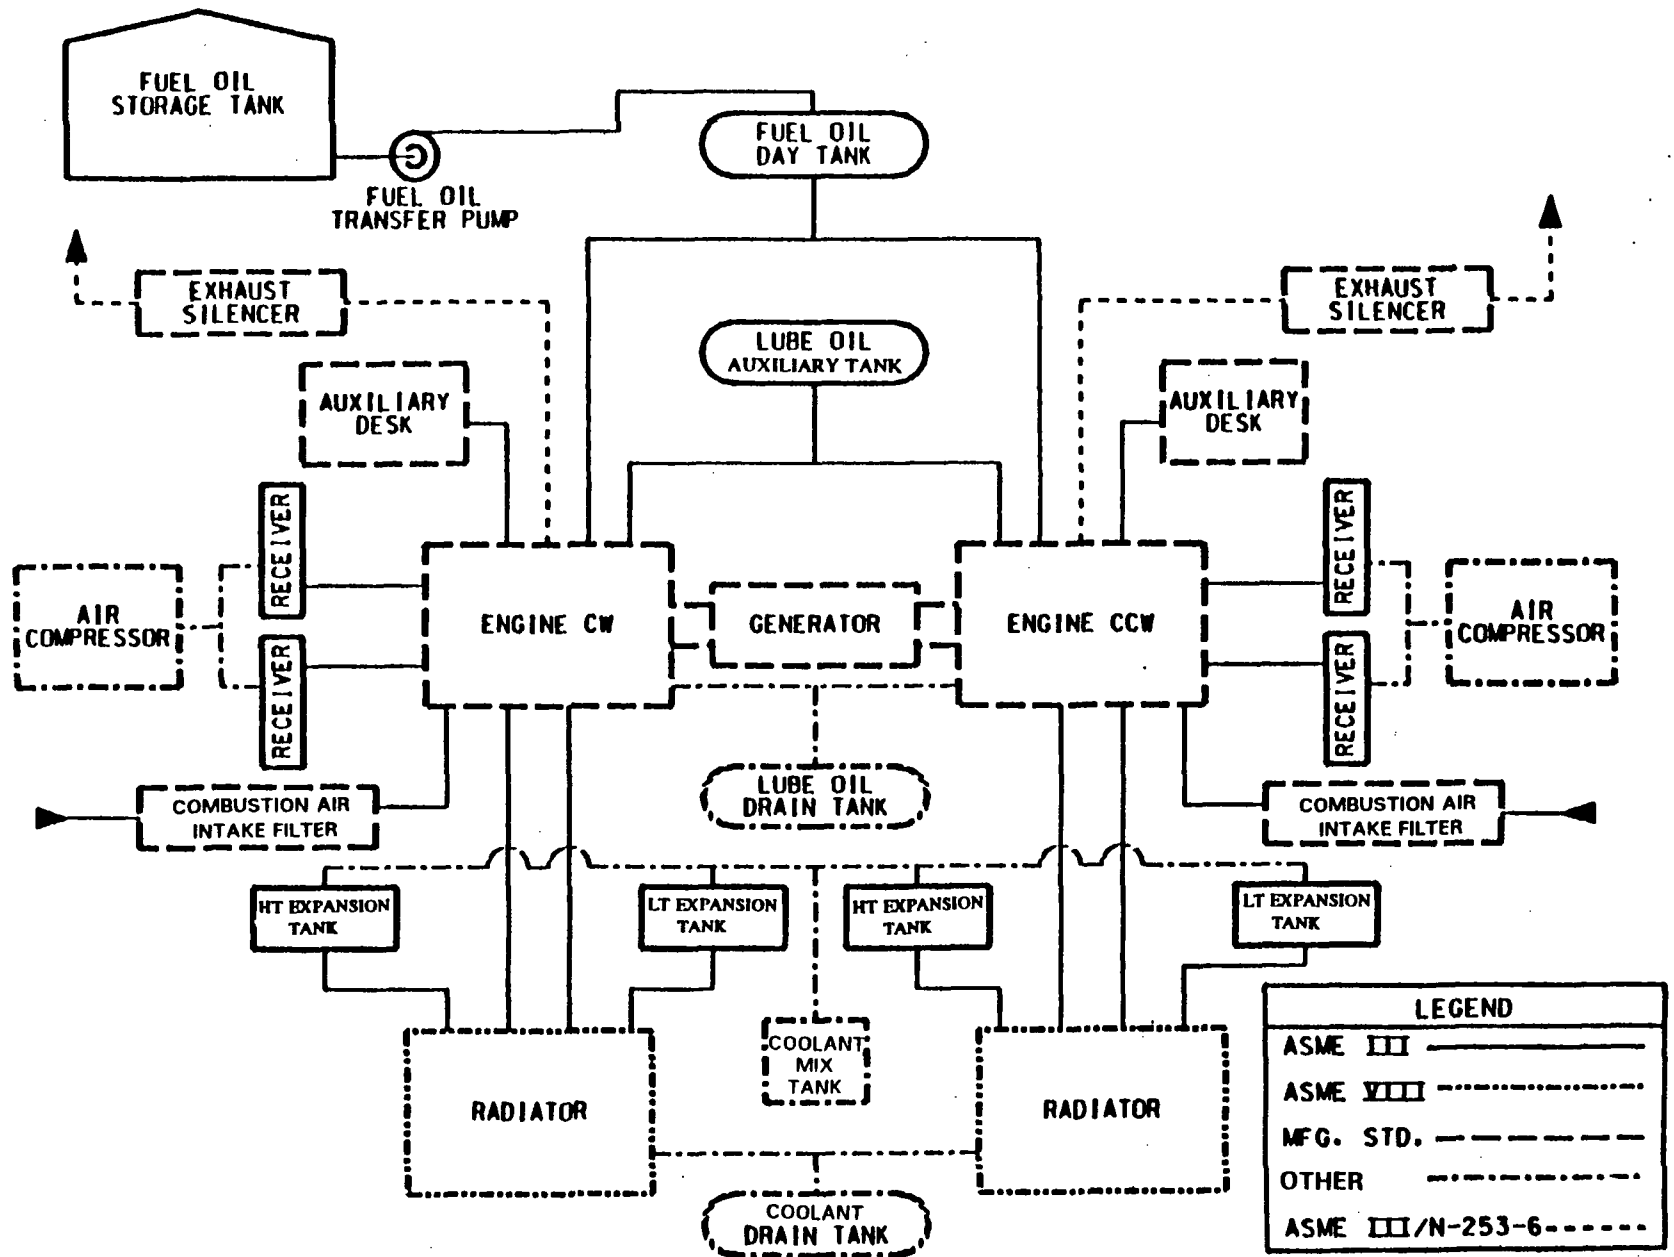 FUEL OIL
STORAGE TANK
FUEL OIL
TRANSFER PUMP
FUEL OIL
DAY TANK
EXHAUST
SILENCER
EXHAUST
SILENCER
LUBE OIL
AUXILIARY TANK
AUXILIARY
DESK
AUXILIARY
DESK
RECEIVER
RECEIVER
AIR
COMPRESSOR
ENGINE CW
GENERATOR
ENGINE CCW
AIR
COMPRESSOR
RECEIVER
RECEIVER
COMBUSTION AIR
INTAKE FILTER
LUBE OIL
DRAIN TANK
COMBUSTION AIR
INTAKE FILTER
HT EXPANSION
TANK
LT EXPANSION
TANK
HT EXPANSION
TANK
LT EXPANSION
TANK
RADIATOR
COOLANT
MIX
TANK
RADIATOR
COOLANT
DRAIN TANK
LEGEND
ASME III
ASME VIII
MFG. STD.
OTHER
ASME III/N-253-6